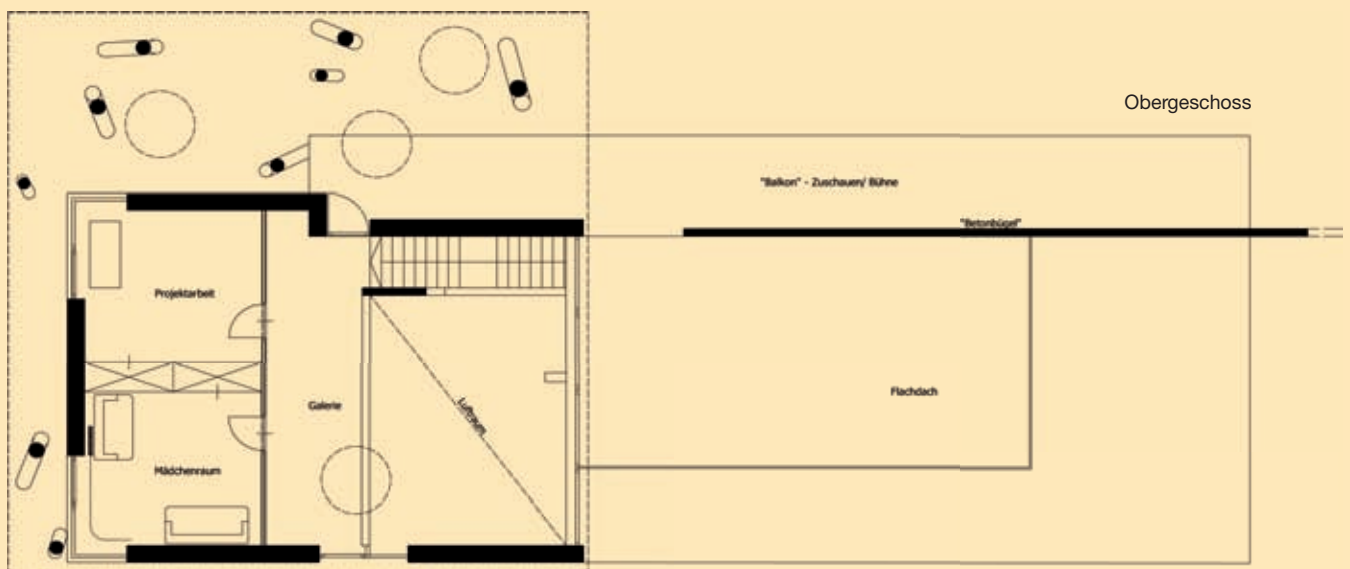 Obergeschoss
"Balkon" - Zuschauen/ Bühne
"Betonbügel"
Projektarbeit
Galerie
Luftraum
Flachdach
Mädchenraum